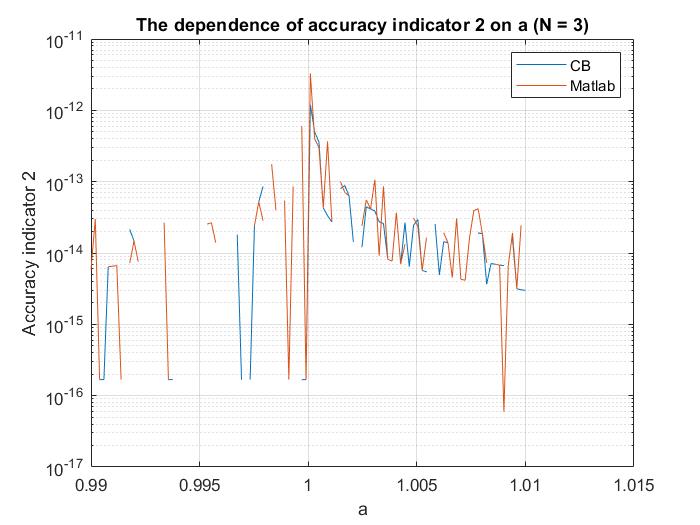 The dependence of accuracy indicator 2 on a (N = 3)
10-11
10-12
10-13
10-14
10-15
10-16
10-17
Accuracy indicator 2
CB
Matlab
0.99 0.995 1 1.005 1.01 1.015
a